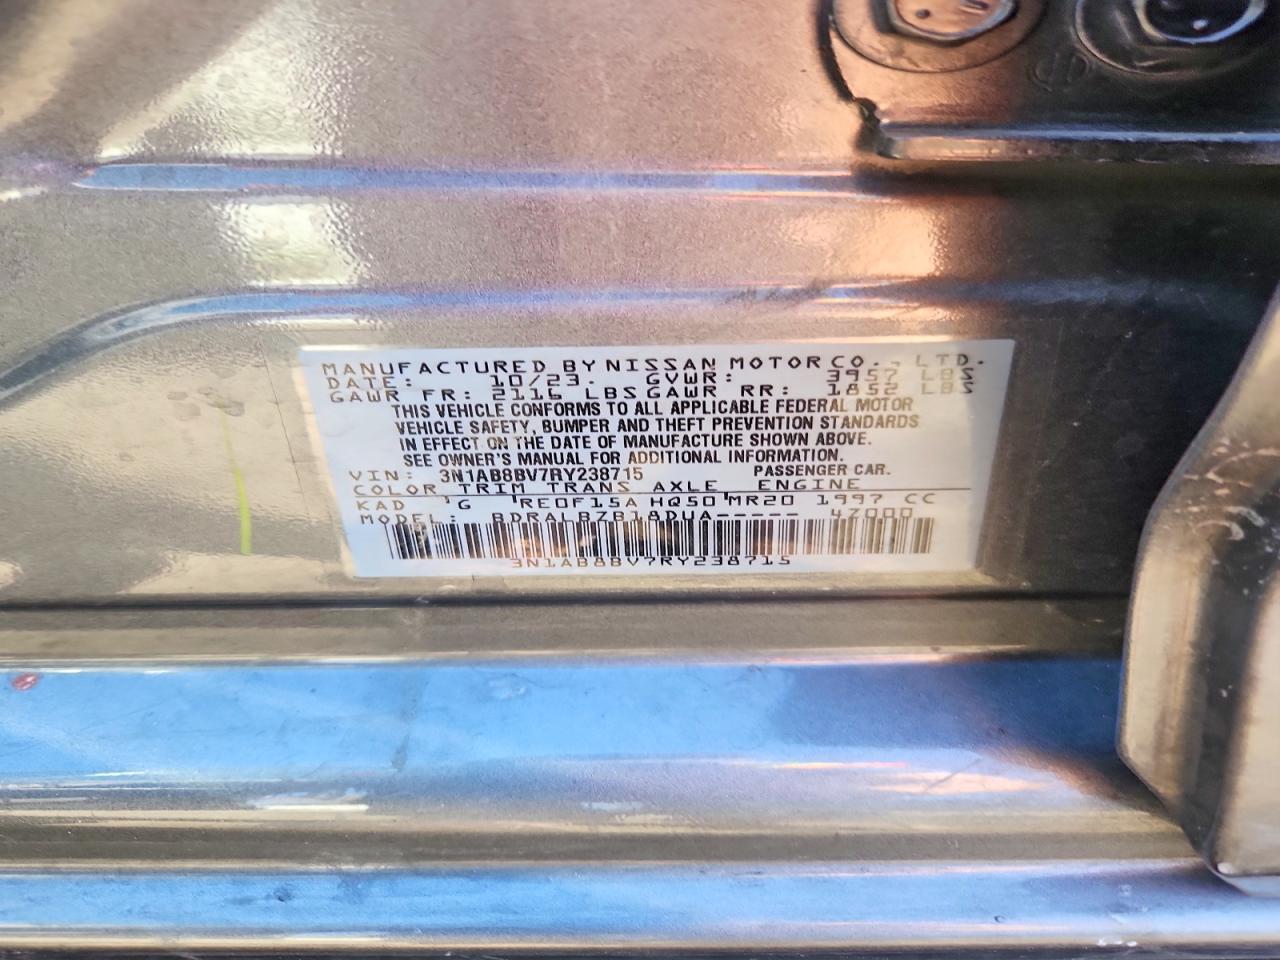 MANUFACTURED BY NISSAN MOTOR CO., LTD.
DATE: 10/23. GVWR: 3957 LBS
GAWR FR: 2116 LBS GAWR RR: 1852 LBS
THIS VEHICLE CONFORMS TO ALL APPLICABLE FEDERAL MOTOR
VEHICLE SAFETY, BUMPER AND THEFT PREVENTION STANDARDS
IN EFFECT ON THE DATE OF MANUFACTURE SHOWN ABOVE.
SEE OWNER'S MANUAL FOR ADDITIONAL INFORMATION.
VIN: 3N1AB8BV7RY238715 PASSENGER CAR.
COLOR TRIM TRANS AXLE ENGINE
KAD G RE0F15A HQ50 MR20 1997 CC
MODEL: BDRALBZB18DUA----- 47000
3N1AB8BV7RY238715